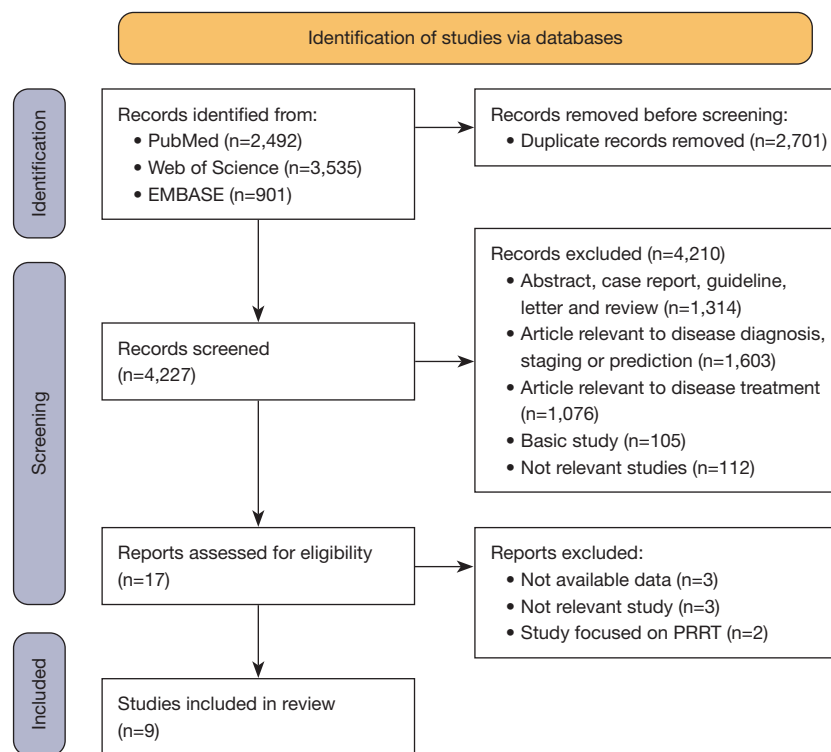 Identification of studies via databases
Identification
Records identified from:
• PubMed (n=2,492)
• Web of Science (n=3,535)
• EMBASE (n=901)
Records removed before screening:
• Duplicate records removed (n=2,701)
Screening
Records screened
(n=4,227)
Records excluded (n=4,210)
• Abstract, case report, guideline,
letter and review (n=1,314)
• Article relevant to disease diagnosis,
staging or prediction (n=1,603)
• Article relevant to disease treatment
(n=1,076)
• Basic study (n=105)
• Not relevant studies (n=112)
Reports assessed for eligibility
(n=17)
Reports excluded:
• Not available data (n=3)
• Not relevant study (n=3)
• Study focused on PRRT (n=2)
Included
Studies included in review
(n=9)